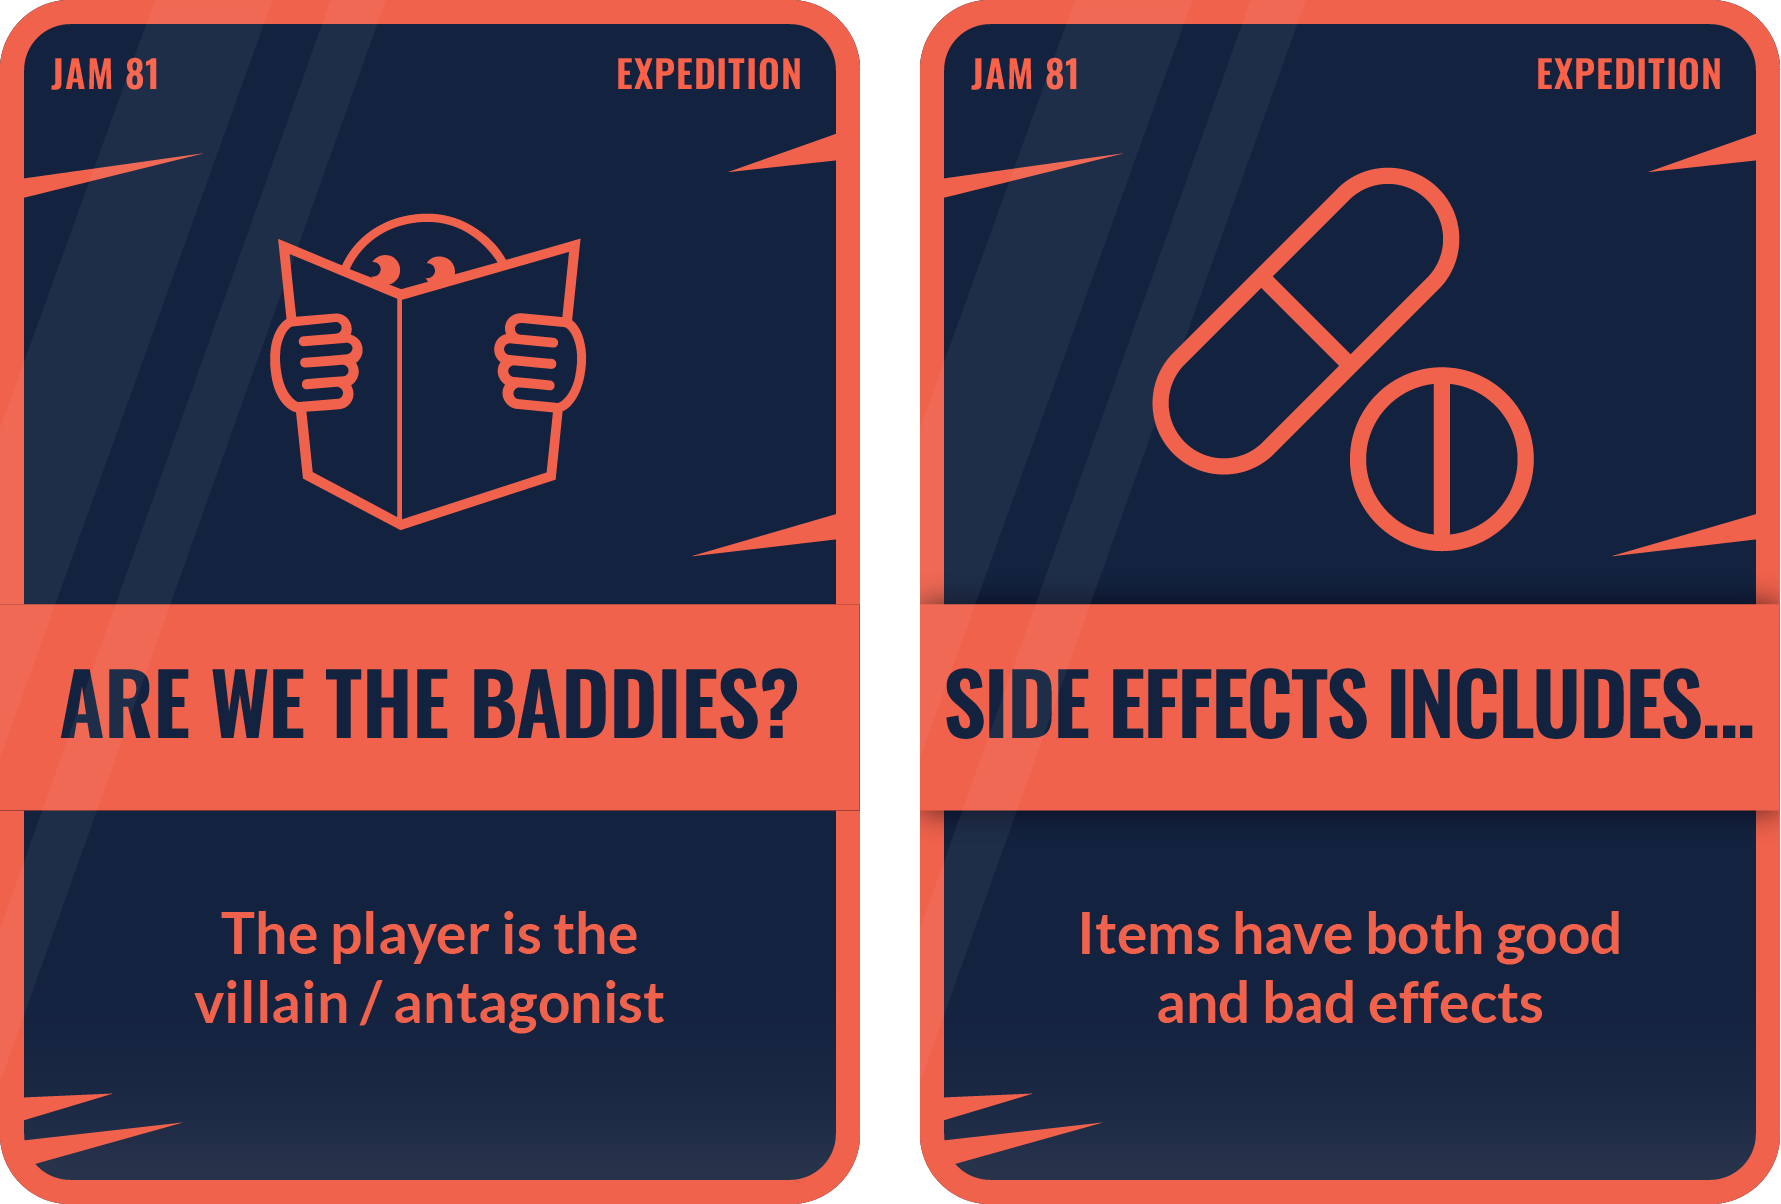 JAM 81
EXPEDITION
ARE WE THE BADDIES?
The player is the
villain / antagonist
JAM 81
EXPEDITION
SIDE EFFECTS INCLUDES...
Items have both good
and bad effects